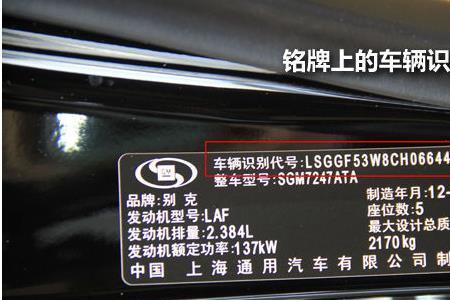 铭牌上的车辆识
车辆识别代号:LSGGF53W8CH06644
整车型号:SGM7247ATA
GM
品牌:别克 制造年月:12-
发动机型号:LAF 座位数:5
发动机排量:2.384L 最大设计总质
发动机额定功率:137kW 2170kg
中国 上海通用汽车有限公司制